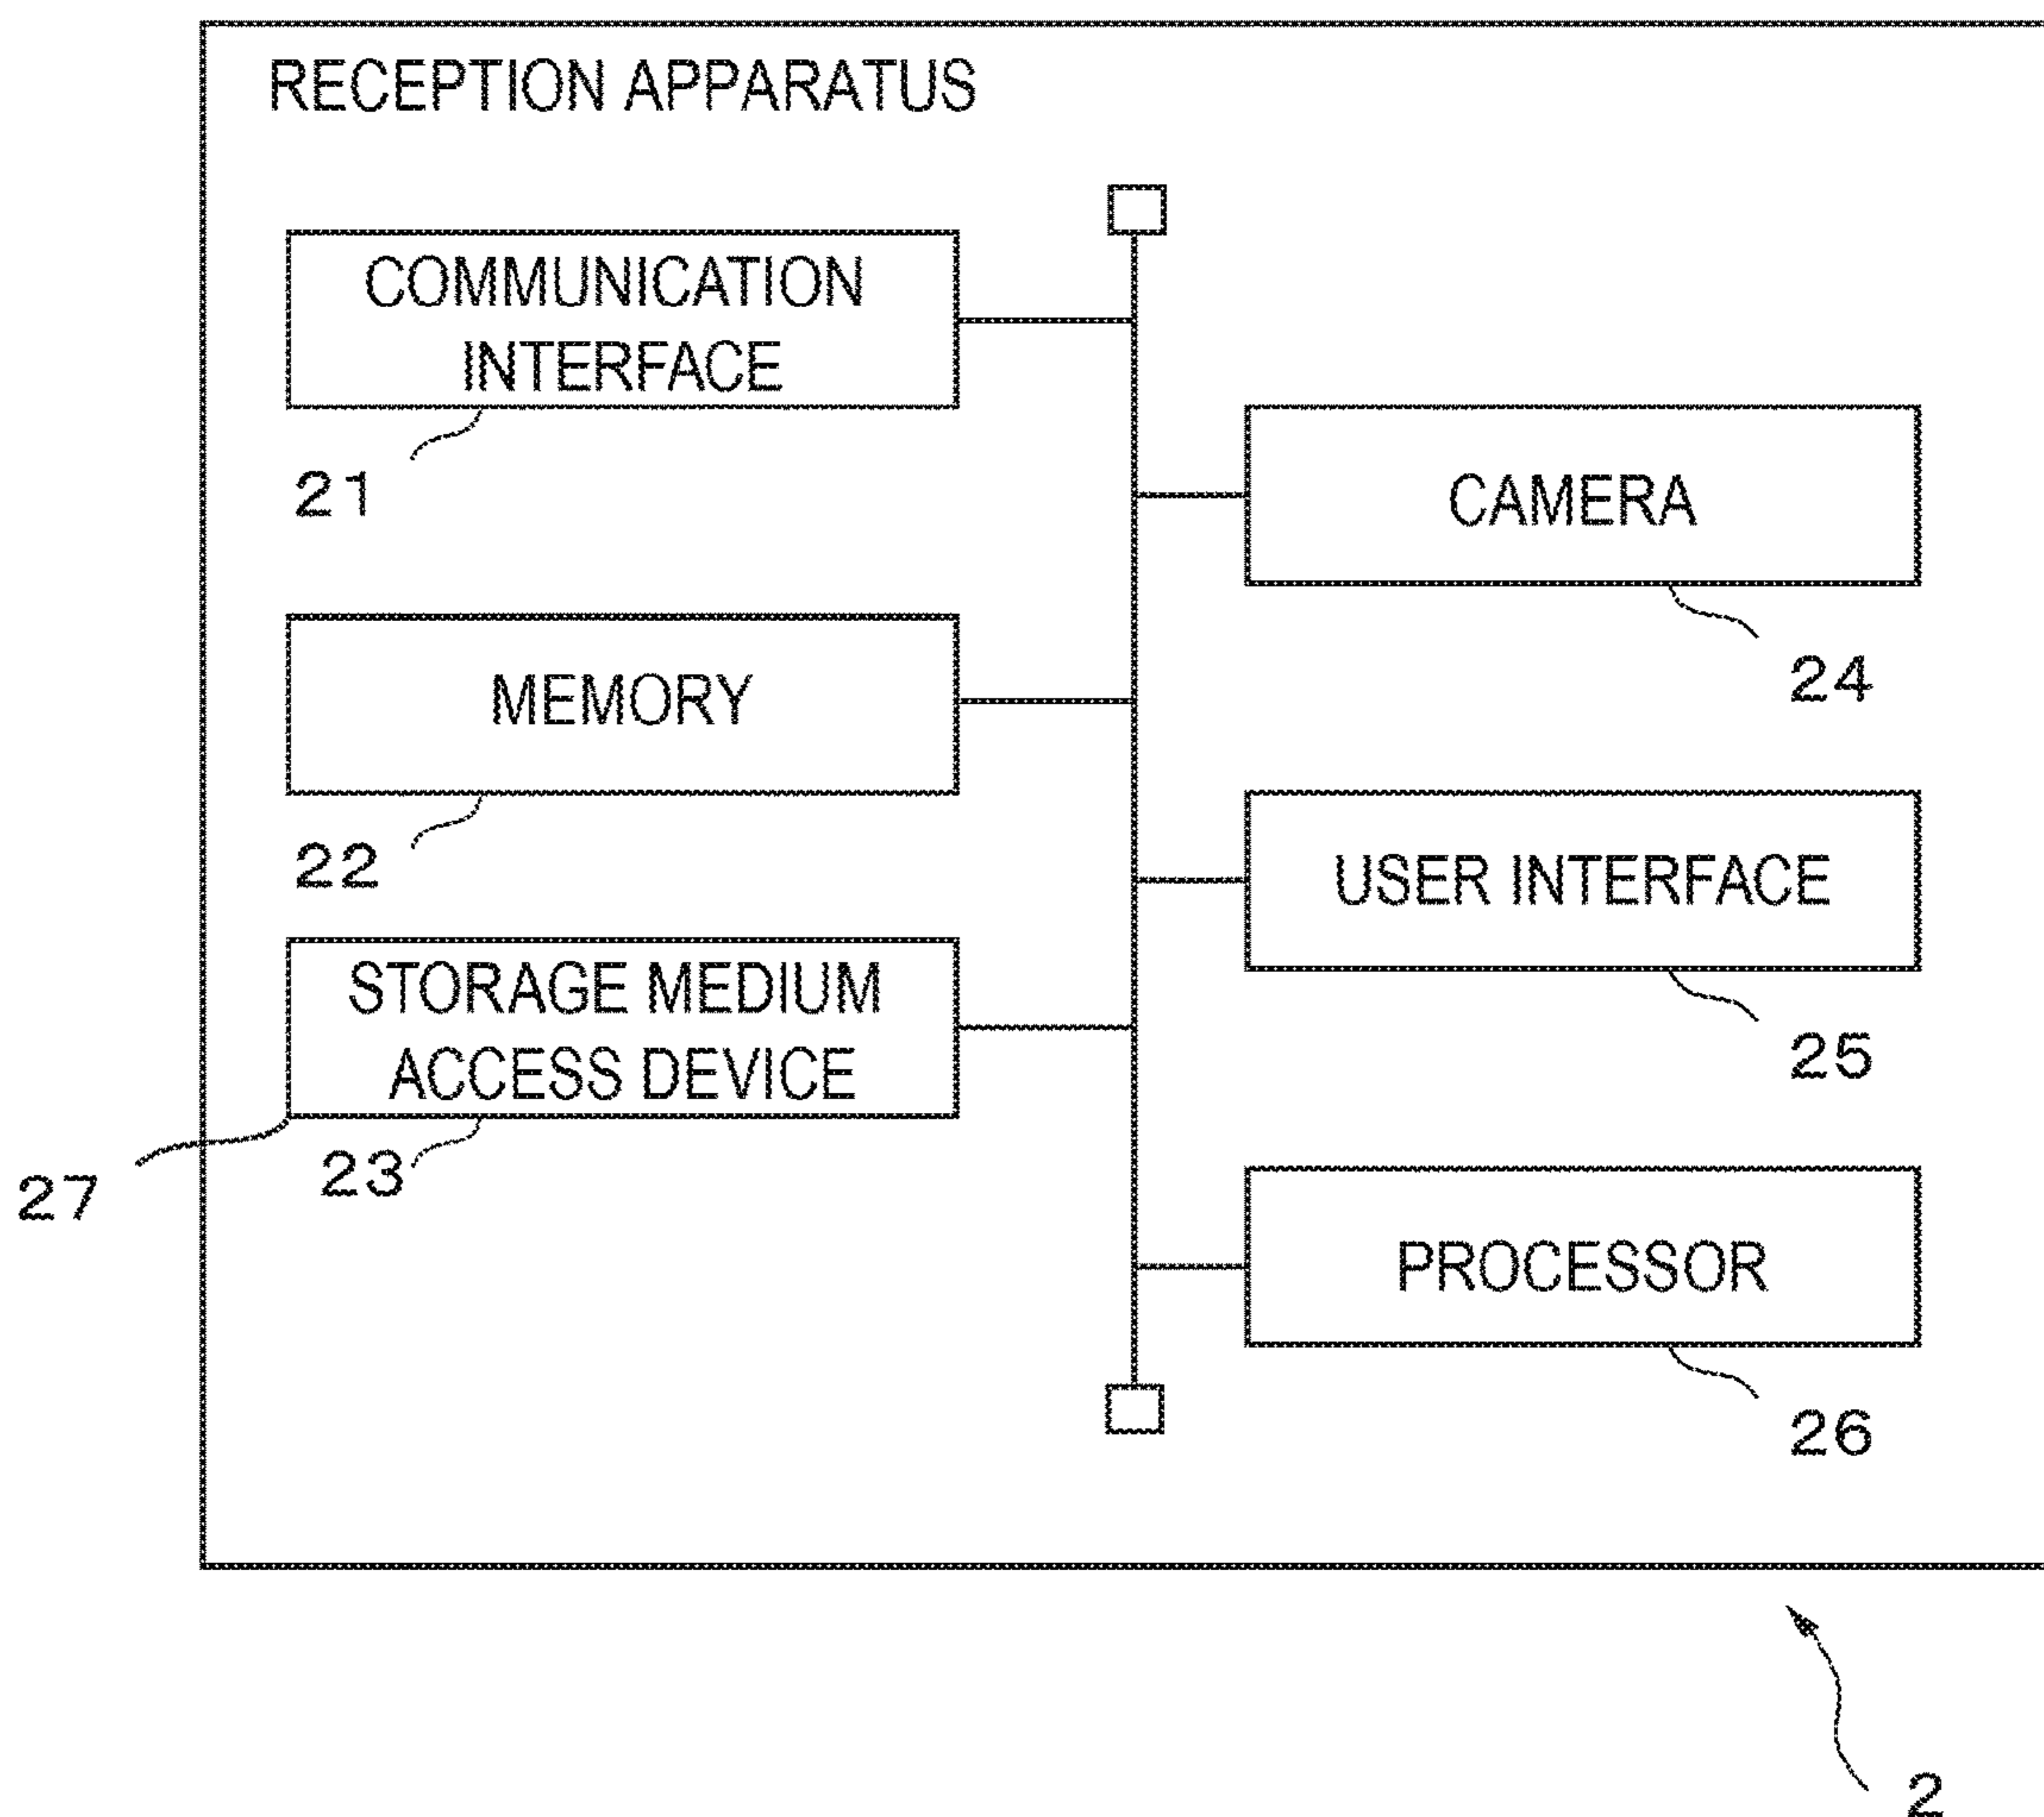 RECEPTION APPARATUS
COMMUNICATION
INTERFACE
21
CAMERA
24
MEMORY
22
USER INTERFACE
25
STORAGE MEDIUM
ACCESS DEVICE
27
23
PROCESSOR
26
2